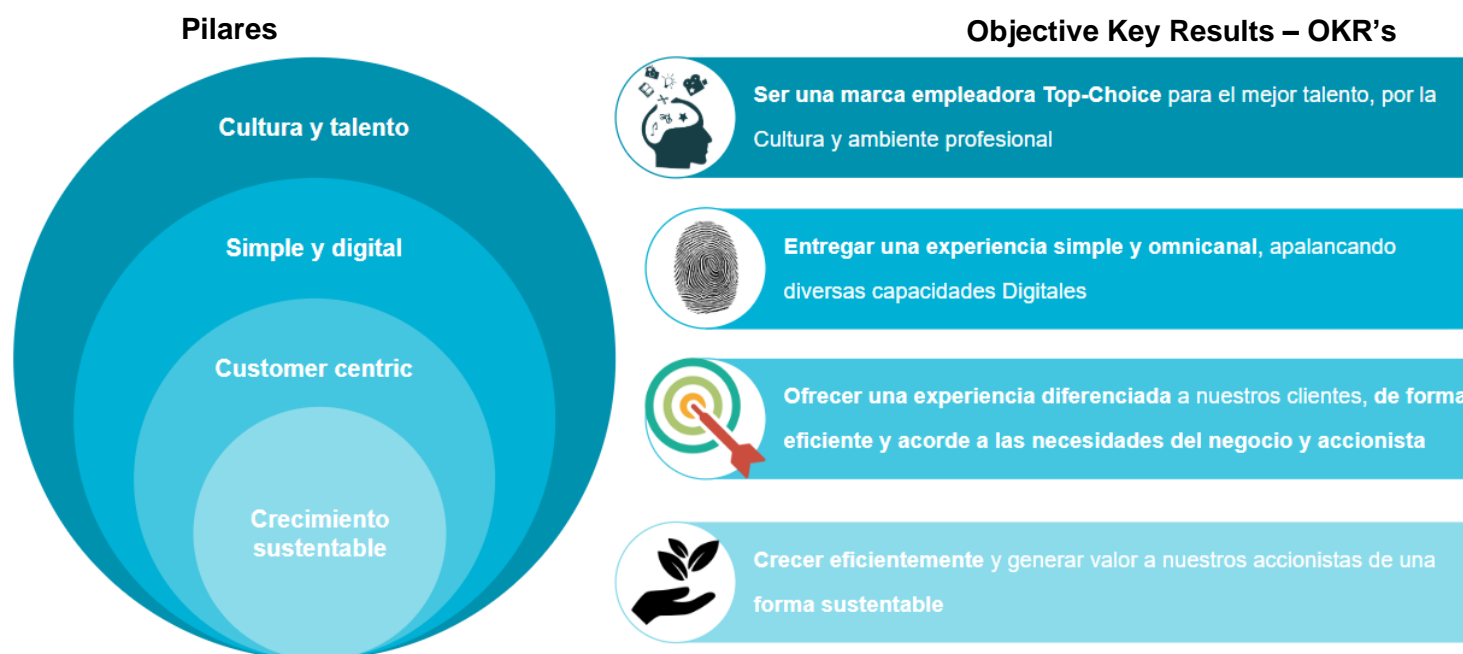 Pilares
Cultura y talento
Simple y digital
Customer centric
Crecimiento
sustentable
Objective Key Results – OKR's
Ser una marca empleadora Top-Choice para el mejor talento, por la
Cultura y ambiente profesional
Entregar una experiencia simple y omnicanal, apalancando
diversas capacidades Digitales
Ofrecer una experiencia diferenciada a nuestros clientes, de forma
eficiente y acorde a las necesidades del negocio y accionista
Crecer eficientemente y generar valor a nuestros accionistas de una
forma sustentable